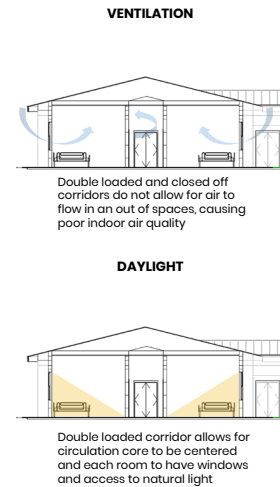 VENTILATION
Double loaded and closed off
corridors do not allow for air to
flow in an out of spaces, causing
poor indoor air quality
DAYLIGHT
Double loaded corridor allows for
circulation core to be centered
and each room to have windows
and access to natural light